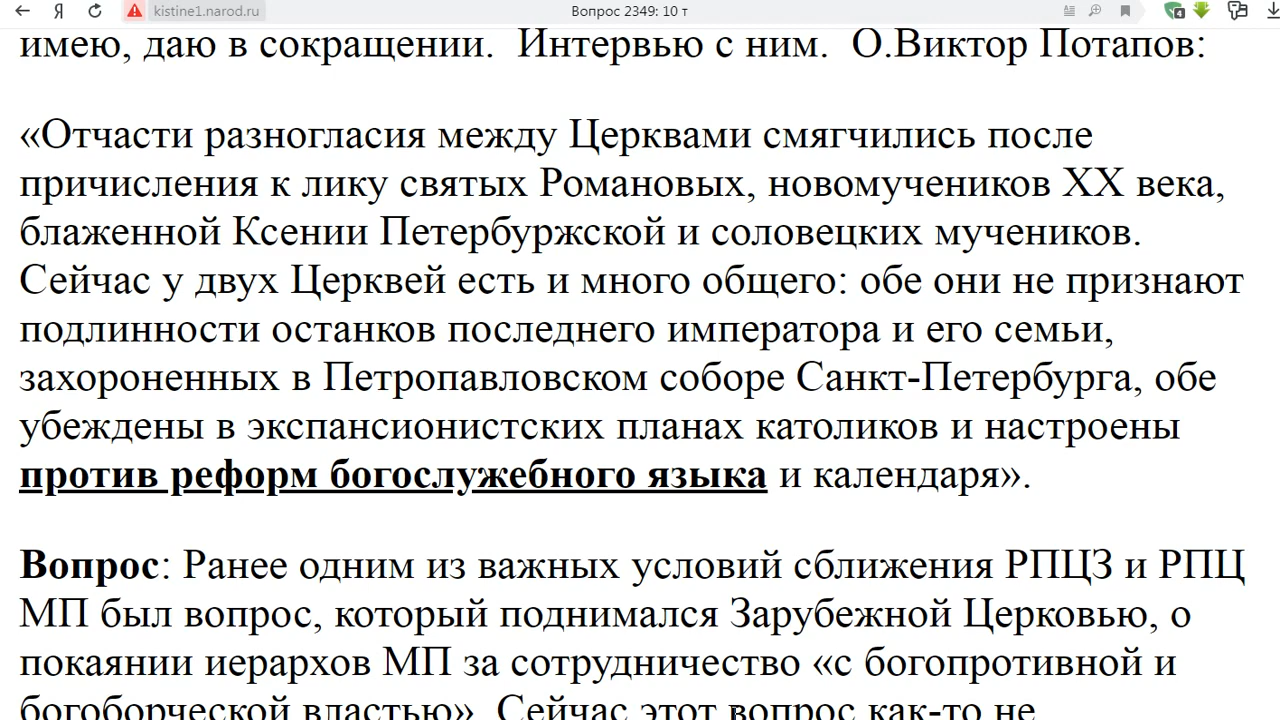 kistine1.narod.ru
Вопрос 2349: 10 т
4
имею, даю в сокращении. Интервью с ним. О.Виктор Потапов:
«Отчасти разногласия между Церквами смягчились после
причисления к лику святых Романовых, новомучеников XX века,
блаженной Ксении Петербуржской и соловецких мучеников.
Сейчас у двух Церквей есть и много общего: обе они не признают
подлинности останков последнего императора и его семьи,
захороненных в Петропавловском соборе Санкт-Петербурга, обе
убеждены в экспансионистских планах католиков и настроены
против реформ богослужебного языка и календаря».
Вопрос: Ранее одним из важных условий сближения РПЦЗ и РПЦ
МП был вопрос, который поднимался Зарубежной Церковью, о
покаянии иерархов МП за сотрудничество «с богопротивной и
богоборческой властью». Сейчас этот вопрос как-то не